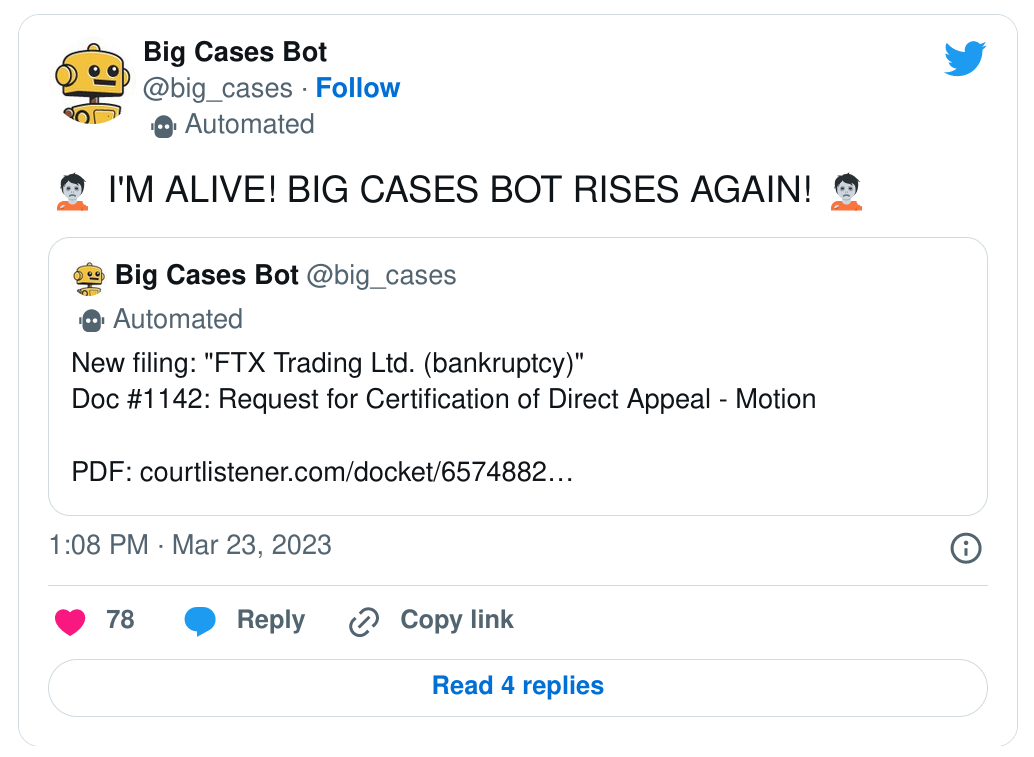 Big Cases Bot
@big_cases · Follow
Automated
I'M ALIVE! BIG CASES BOT RISES AGAIN!
Big Cases Bot @big_cases
Automated
New filing: "FTX Trading Ltd. (bankruptcy)"
Doc #1142: Request for Certification of Direct Appeal - Motion
PDF: courtlistener.com/docket/6574882…
1:08 PM · Mar 23, 2023
78 Reply Copy link
Read 4 replies